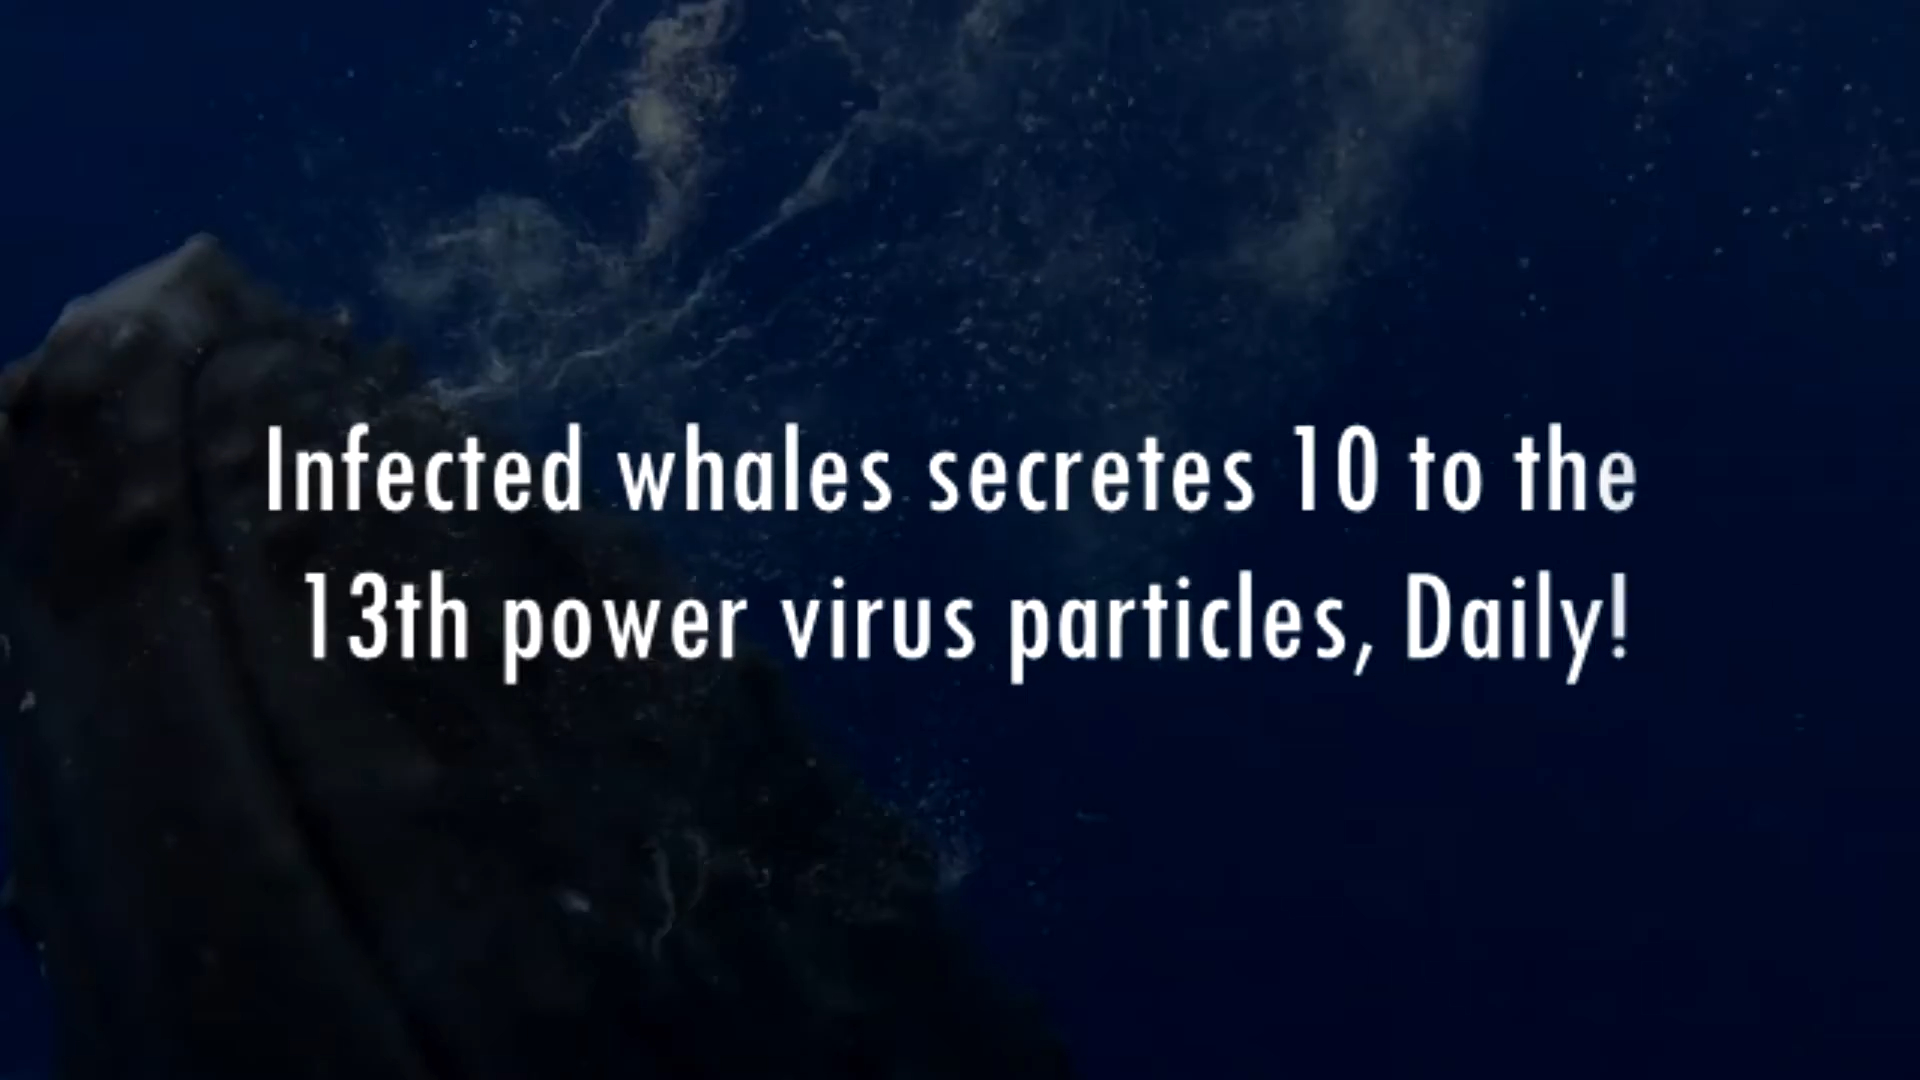 Infected whales secretes 10 to the
13th power virus particles, Daily!